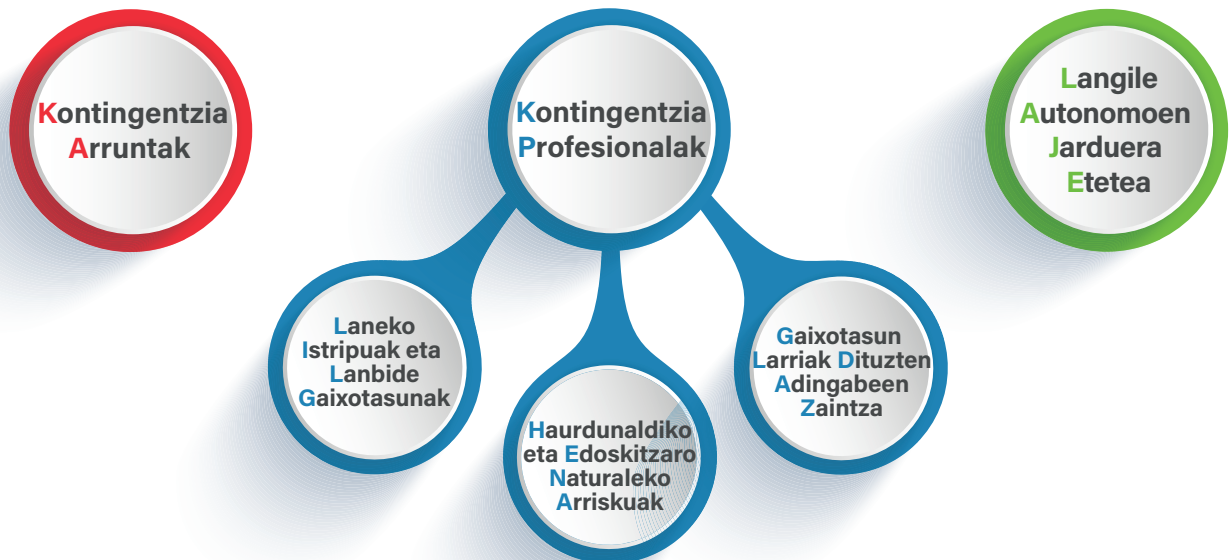 Kontingentzia
Arruntak
Kontingentzia
Profesionalak
Langile
Autonomoen
Jarduera
Etetea
Laneko
Istripuak eta
Lanbide
Gaixotasunak
Haurdunaldiko
eta Edoskitzaro
Naturaleko
Arriskuak
Gaixotasun
Larriak Dituzten
Adingabeen
Zaintza